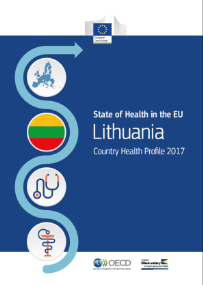 State of Health in the EU
Lithuania
Country Health Profile 2017
OECD